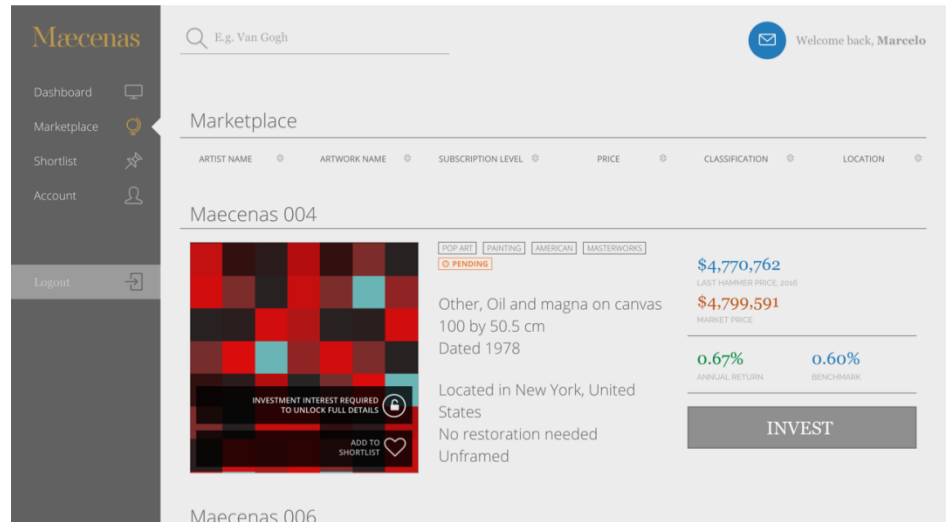 Mæcenas
E.g. Van Gogh
Welcome back, Marcelo
Dashboard
Marketplace
Shortlist
Account
Logout
Marketplace
ARTIST NAME ARTWORK NAME SUBSCRIPTION LEVEL PRICE CLASSIFICATION LOCATION
Maecenas 004
POP ART PAINTING AMERICAN MASTERWORKS
PENDING
Other, Oil and magna on canvas
100 by 50.5 cm
Dated 1978
Located in New York, United
States
No restoration needed
Unframed
INVESTMENT INTEREST REQUIRED
TO UNLOCK FULL DETAILS
ADD TO
SHORTLIST
$4,770,762
LAST HAMMER PRICE, 2016
$4,799,591
MARKET PRICE
0.67% 0.60%
ANNUAL RETURN BENCHMARK
INVEST
Maecenas 006